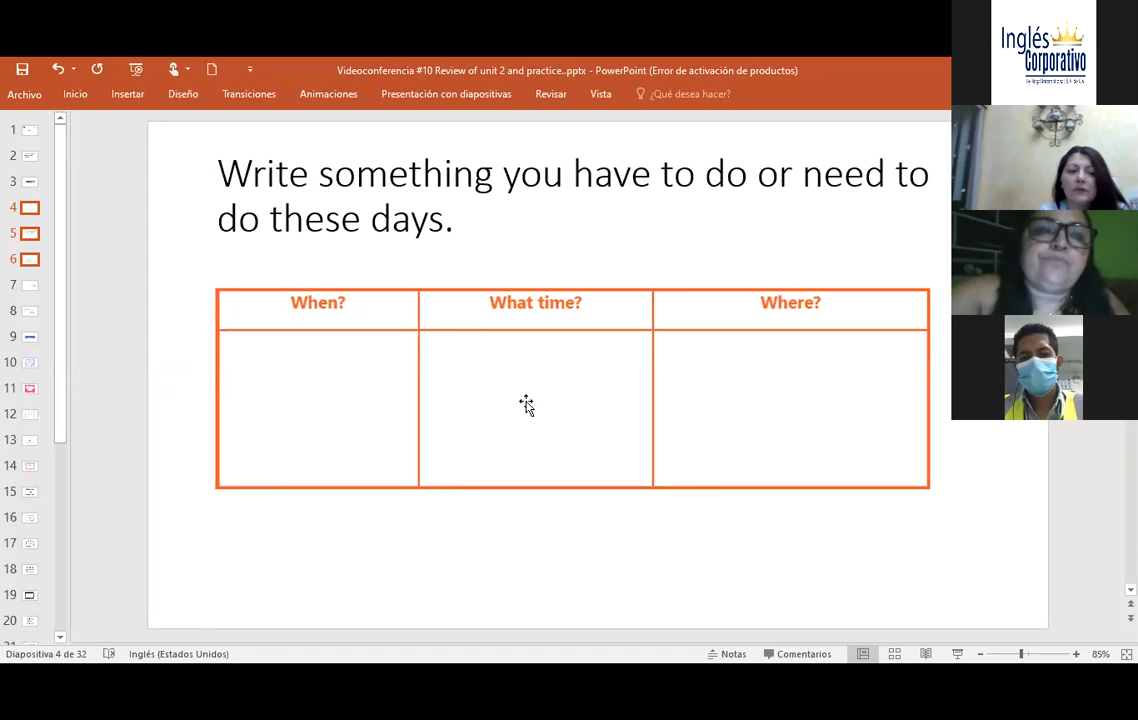 Videoconferencia #10 Review of unit 2 and practice..pptx - PowerPoint (Error de activación de productos)
Archivo Inicio Insertar Diseño Transiciones Animaciones Presentación con diapositivas Revisar Vista ¿Qué desea hacer?
Inglés
Corporativo
1
2
3
4
5
6
7
8
9
10
11
12
13
14
15
16
17
18
19
20
Write something you have to do or need to
do these days.
When? What time? Where?
Diapositiva 4 de 32 Inglés (Estados Unidos) Notas Comentarios 85%